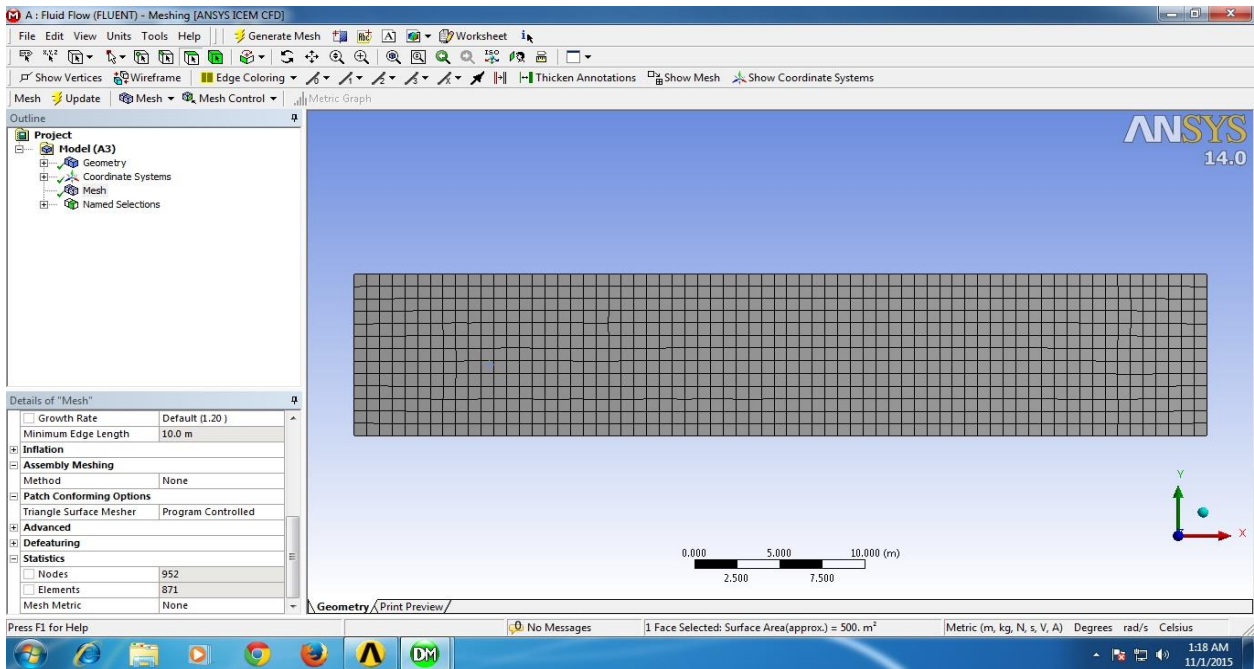 A : Fluid Flow (FLUENT) - Meshing [ANSYS ICEM CFD]
File Edit View Units Tools Help Generate Mesh Worksheet
Show Vertices Wireframe Edge Coloring Thicken Annotations Show Mesh Show Coordinate Systems
Mesh Update Mesh Mesh Control Metric Graph
Outline
Project
Model (A3)
Geometry
Coordinate Systems
Mesh
Named Selections
ANSYS
14.0
Details of "Mesh"
Growth Rate Default (1.20 )
Minimum Edge Length 10.0 m
Inflation
Assembly Meshing
Method None
Patch Conforming Options
Triangle Surface Mesher Program Controlled
Advanced
Defeaturing
Statistics
Nodes 952
Elements 871
Mesh Metric None
Y
X
0.000 5.000 10.000 (m)
2.500 7.500
Geometry Print Preview
Press F1 for Help No Messages 1 Face Selected: Surface Area(approx.) = 500. m² Metric (m, kg, N, s, V, A) Degrees rad/s Celsius
DM
1:18 AM
11/1/2015